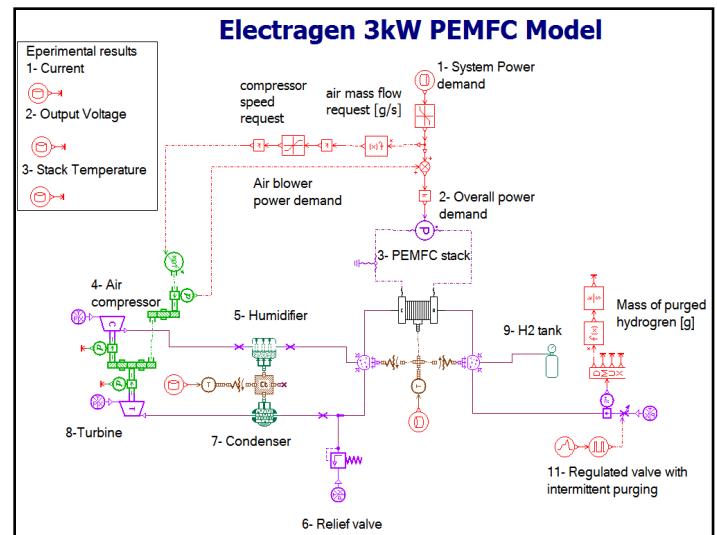 Electragen 3kW PEMFC Model
Eperimental results
1- Current
2- Output Voltage
3- Stack Temperature
1- System Power
demand
compressor
speed
request
air mass flow
request [g/s]
Air blower
power demand
2- Overall power
demand
3- PEMFC stack
4- Air
compressor
5- Humidifier
9- H2 tank
Mass of purged
hydrogren [g]
8-Turbine
7- Condenser
6- Relief valve
11- Regulated valve with
intermittent purging
C
T
P
T
T
f(x)